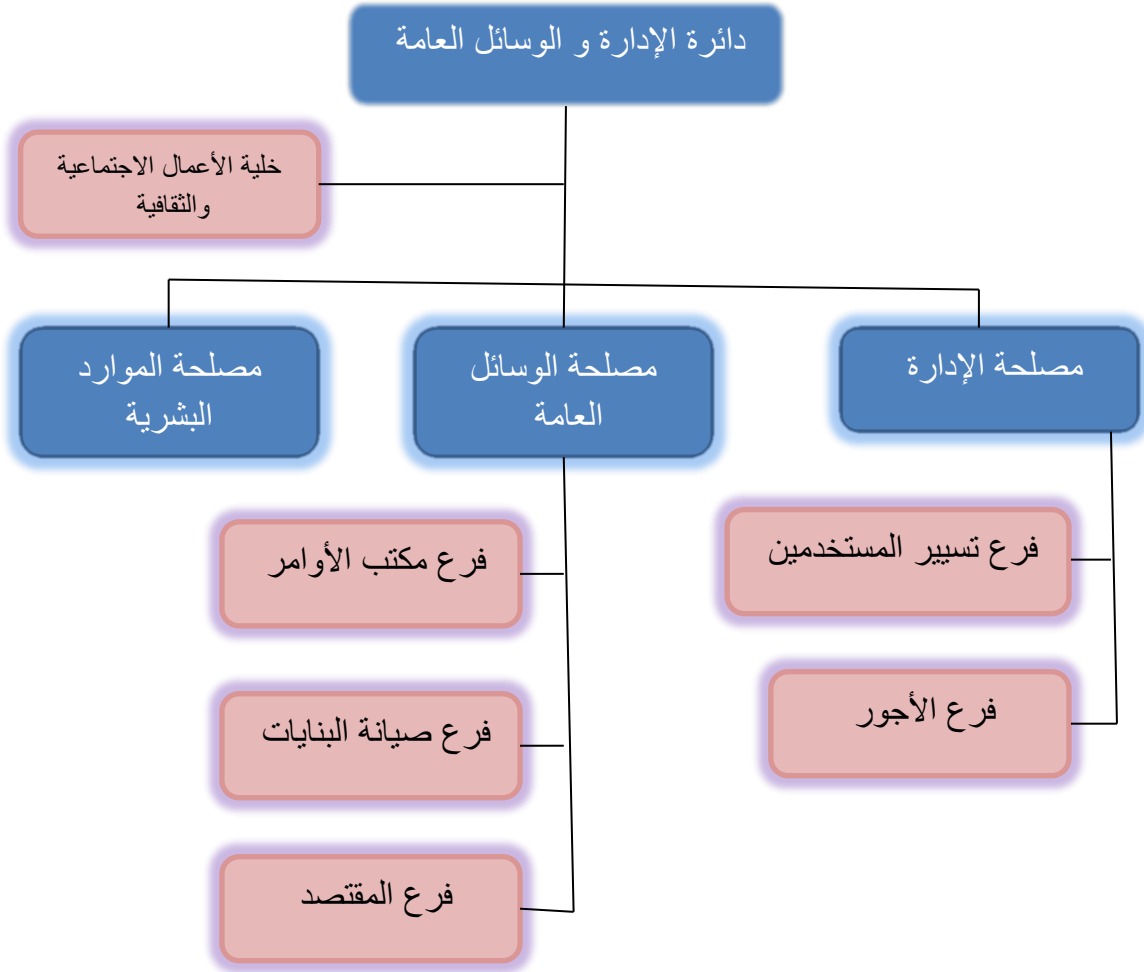 دائرة الإدارة و الوسائل العامة
خلية الأعمال الاجتماعية
والثقافية
مصلحة الإدارة
مصلحة الوسائل
العامة
مصلحة الموارد
البشرية
فرع تسيير المستخدمين
فرع الأجور
فرع مكتب الأوامر
فرع صيانة البنايات
فرع المقتصد